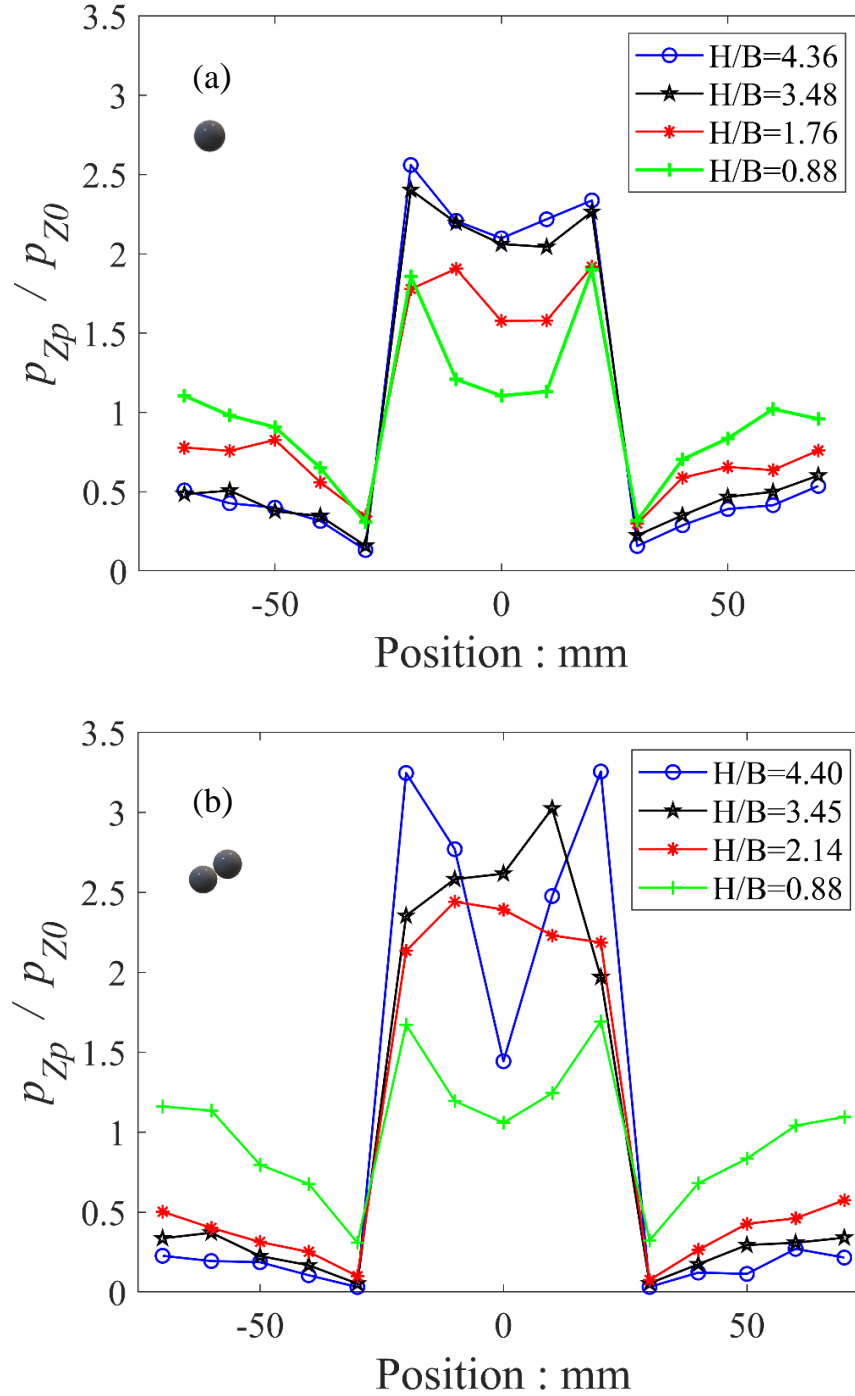 3.5
3
2.5
2
1.5
1
0.5
0
(a)
H/B=4.36
H/B=3.48
H/B=1.76
H/B=0.88
p_Zp / p_Z0
-50
0
50
Position : mm
3.5
3
2.5
2
1.5
1
0.5
0
(b)
H/B=4.40
H/B=3.45
H/B=2.14
H/B=0.88
p_Zp / p_Z0
-50
0
50
Position : mm